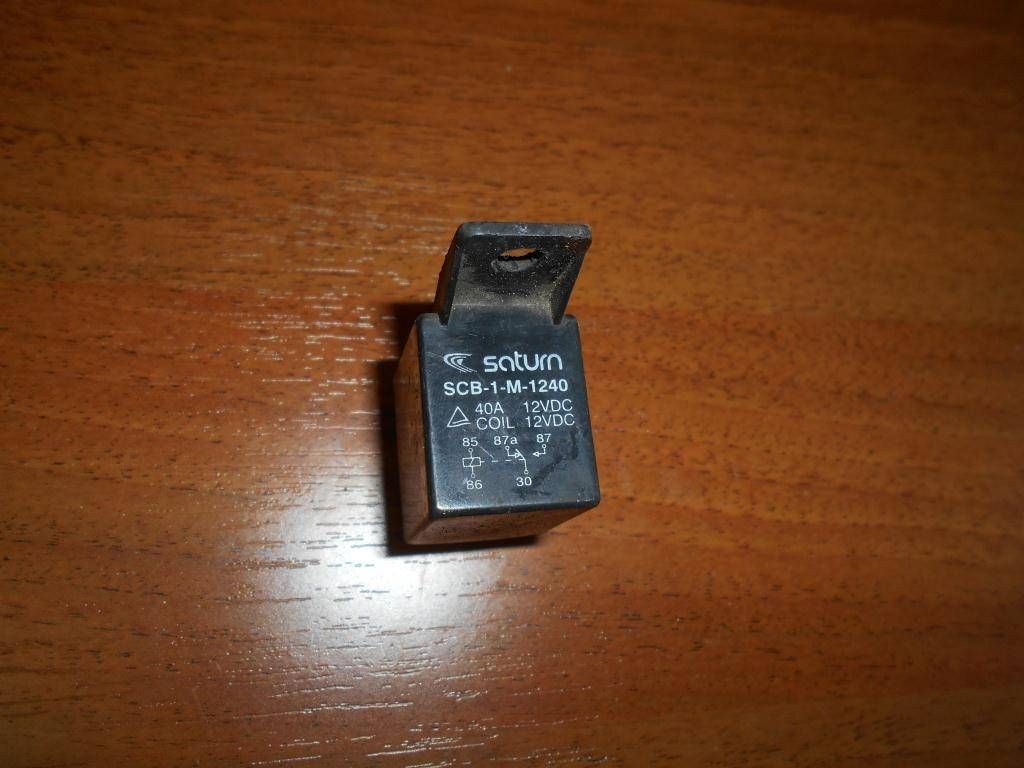 saturn
SCB-1-M-1240
40A 12VDC
COIL 12VDC
85 87a 87
86 30